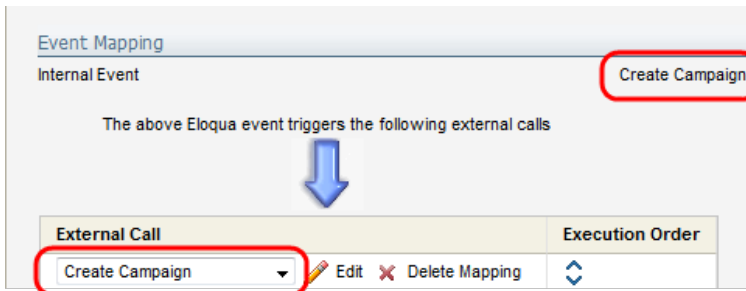 Event Mapping
Internal Event Create Campaign
The above Eloqua event triggers the following external calls
External Call Execution Order
Create Campaign Edit Delete Mapping